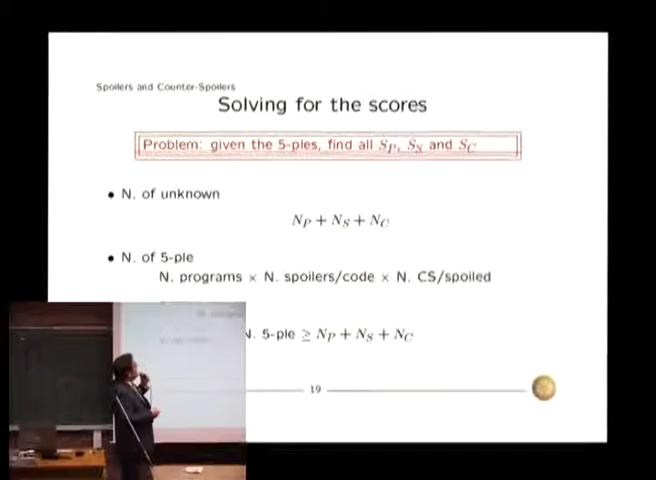 Spoilers and Counter-Spoilers
Solving for the scores
Problem: given the 5-ples, find all S_P, S_S and S_C
• N. of unknown
N_P + N_S + N_C
• N. of 5-ple
N. programs × N. spoilers/code × N. CS/spoiled
5-ple ≥ N_P + N_S + N_C
19